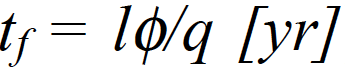 t_f = lϕ/q [yr]